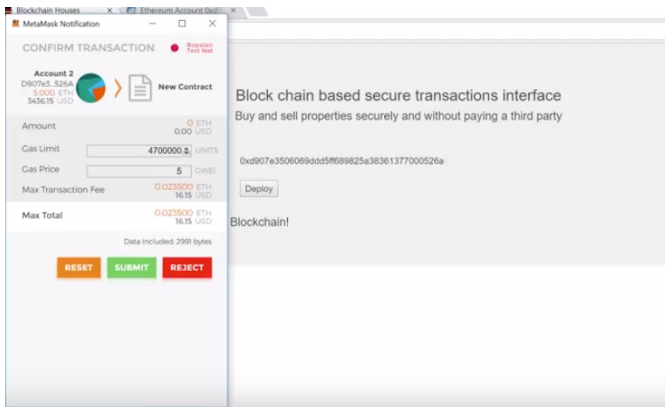 Blockchain Houses
Ethereum Account 0xd
MetaMask Notification
CONFIRM TRANSACTION
Ropsten
Test Net
Account 2
D907e3...526A
5.000 ETH
3436.15 USD
New Contract
Amount
0 ETH
0.00 USD
Gas Limit
4700000 UNITS
Gas Price
5 GWEI
Max Transaction Fee
0.023500 ETH
16.15 USD
Max Total
0.023500 ETH
16.15 USD
Data included: 2991 bytes
RESET
SUBMIT
REJECT
Block chain based secure transactions interface
Buy and sell properties securely and without paying a third party
0xd907e3506069ddd5ff689825a38361377000526a
Deploy
Blockchain!